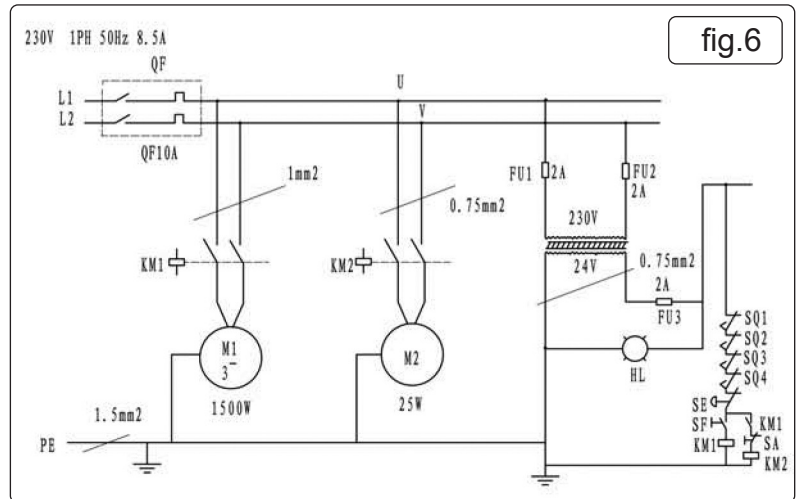 fig.6
230V 1PH 50Hz 8.5A
QF
L1
L2
QF10A
U
V
1mm2
0.75mm2
FU1
2A
FU2
2A
230V
24V
0.75mm2
2A
FU3
KM1
KM2
M1
3~
1500W
M2
25W
HL
SQ1
SQ2
SQ3
SQ4
SE
SF
KM1
SA
KM1
KM2
1.5mm2
PE